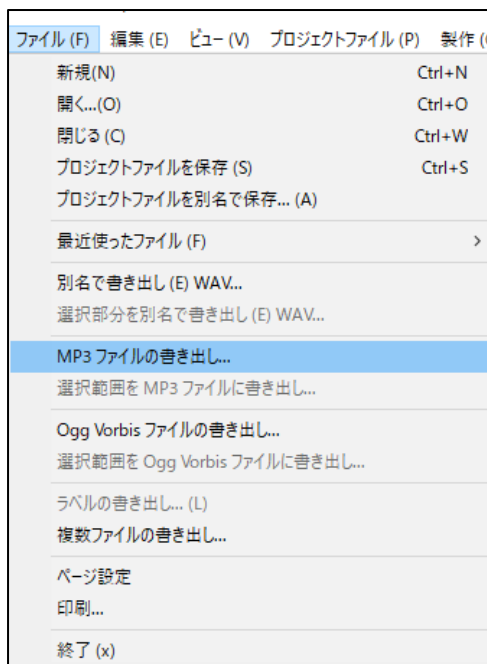 ファイル (F) 編集 (E) ビュー (V) プロジェクトファイル (P) 製作 (
新規(N) Ctrl+N
開く...(O) Ctrl+O
閉じる (C) Ctrl+W
プロジェクトファイルを保存 (S) Ctrl+S
プロジェクトファイルを別名で保存... (A)
最近使ったファイル (F) >
別名で書き出し (E) WAV...
選択部分を別名で書き出し (E) WAV...
MP3 ファイルの書き出し...
選択範囲を MP3 ファイルに書き出し...
Ogg Vorbis ファイルの書き出し...
選択範囲を Ogg Vorbis ファイルに書き出し...
ラベルの書き出し... (L)
複数ファイルの書き出し...
ページ設定
印刷...
終了 (x)